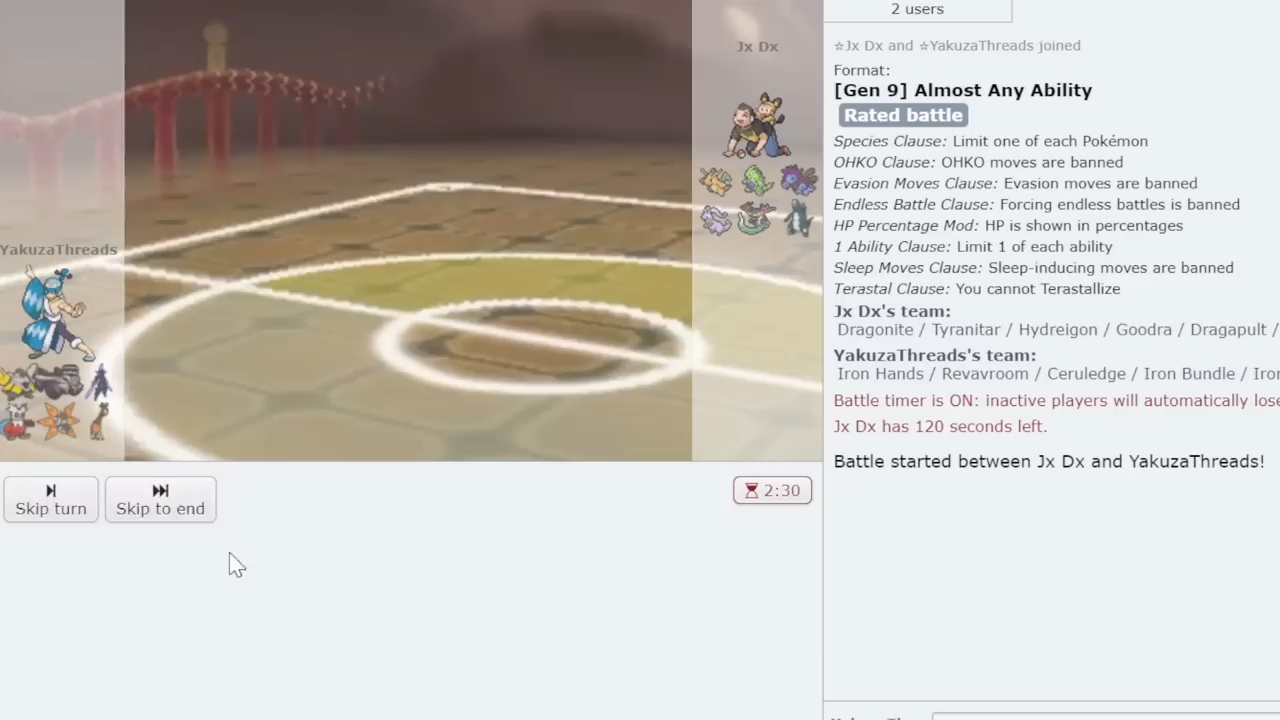 2 users
Jx Dx
YakuzaThreads
☆Jx Dx and ☆YakuzaThreads joined
Format:
[Gen 9] Almost Any Ability
Rated battle
Species Clause: Limit one of each Pokémon
OHKO Clause: OHKO moves are banned
Evasion Moves Clause: Evasion moves are banned
Endless Battle Clause: Forcing endless battles is banned
HP Percentage Mod: HP is shown in percentages
1 Ability Clause: Limit 1 of each ability
Sleep Moves Clause: Sleep-inducing moves are banned
Terastal Clause: You cannot Terastallize
Jx Dx's team:
Dragonite / Tyranitar / Hydreigon / Goodra / Dragapult /
YakuzaThreads's team:
Iron Hands / Revavroom / Ceruledge / Iron Bundle / Iron
Battle timer is ON: inactive players will automatically lose
Jx Dx has 120 seconds left.
Battle started between Jx Dx and YakuzaThreads!
Skip turn
Skip to end
2:30